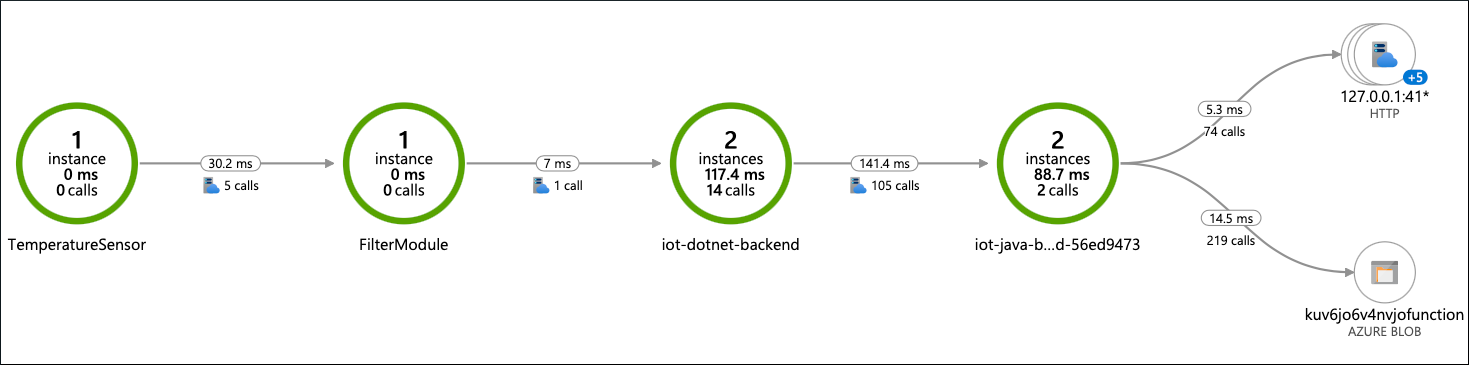 1
instance
0 ms
0 calls
TemperatureSensor
30.2 ms
5 calls
1
instance
0 ms
0 calls
FilterModule
7 ms
1 call
2
instances
117.4 ms
14 calls
iot-dotnet-backend
141.4 ms
105 calls
2
instances
88.7 ms
2 calls
iot-java-b...d-56ed9473
5.3 ms
74 calls
+5
127.0.0.1:41*
HTTP
14.5 ms
219 calls
kuv6jo6v4nvjofunction
AZURE BLOB